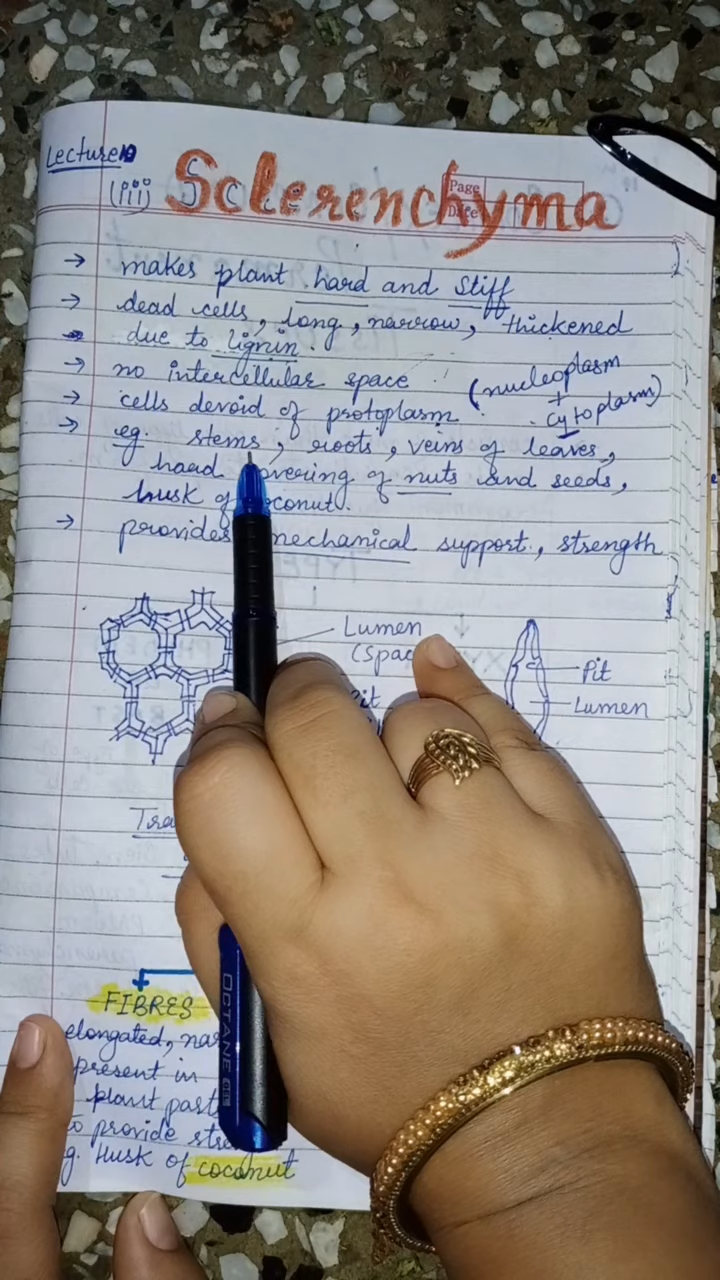 Lecture 10
(iii) Sclerenchyma
Page
Date
→ makes plant hard and stiff
→ dead cells, long, narrow, thickened
due to lignin.
→ no intercellular space (nucleoplasm
+
→ cells devoid of protoplasm cytoplasm)
→ eg. stems, roots, veins of leaves,
hard covering of nuts and seeds,
husk of coconut.
→ provides mechanical support, strength
Lumen
Pit
Lumen
FIBRES
elongated,
present in
plant
provide
Husk of coconut
OCTANE